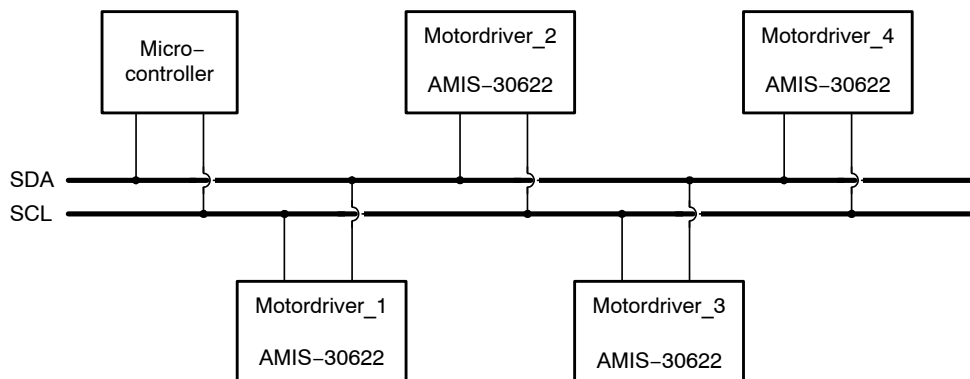 Micro−
controller
Motordriver_2
AMIS−30622
Motordriver_4
AMIS−30622
SDA
SCL
Motordriver_1
AMIS−30622
Motordriver_3
AMIS−30622